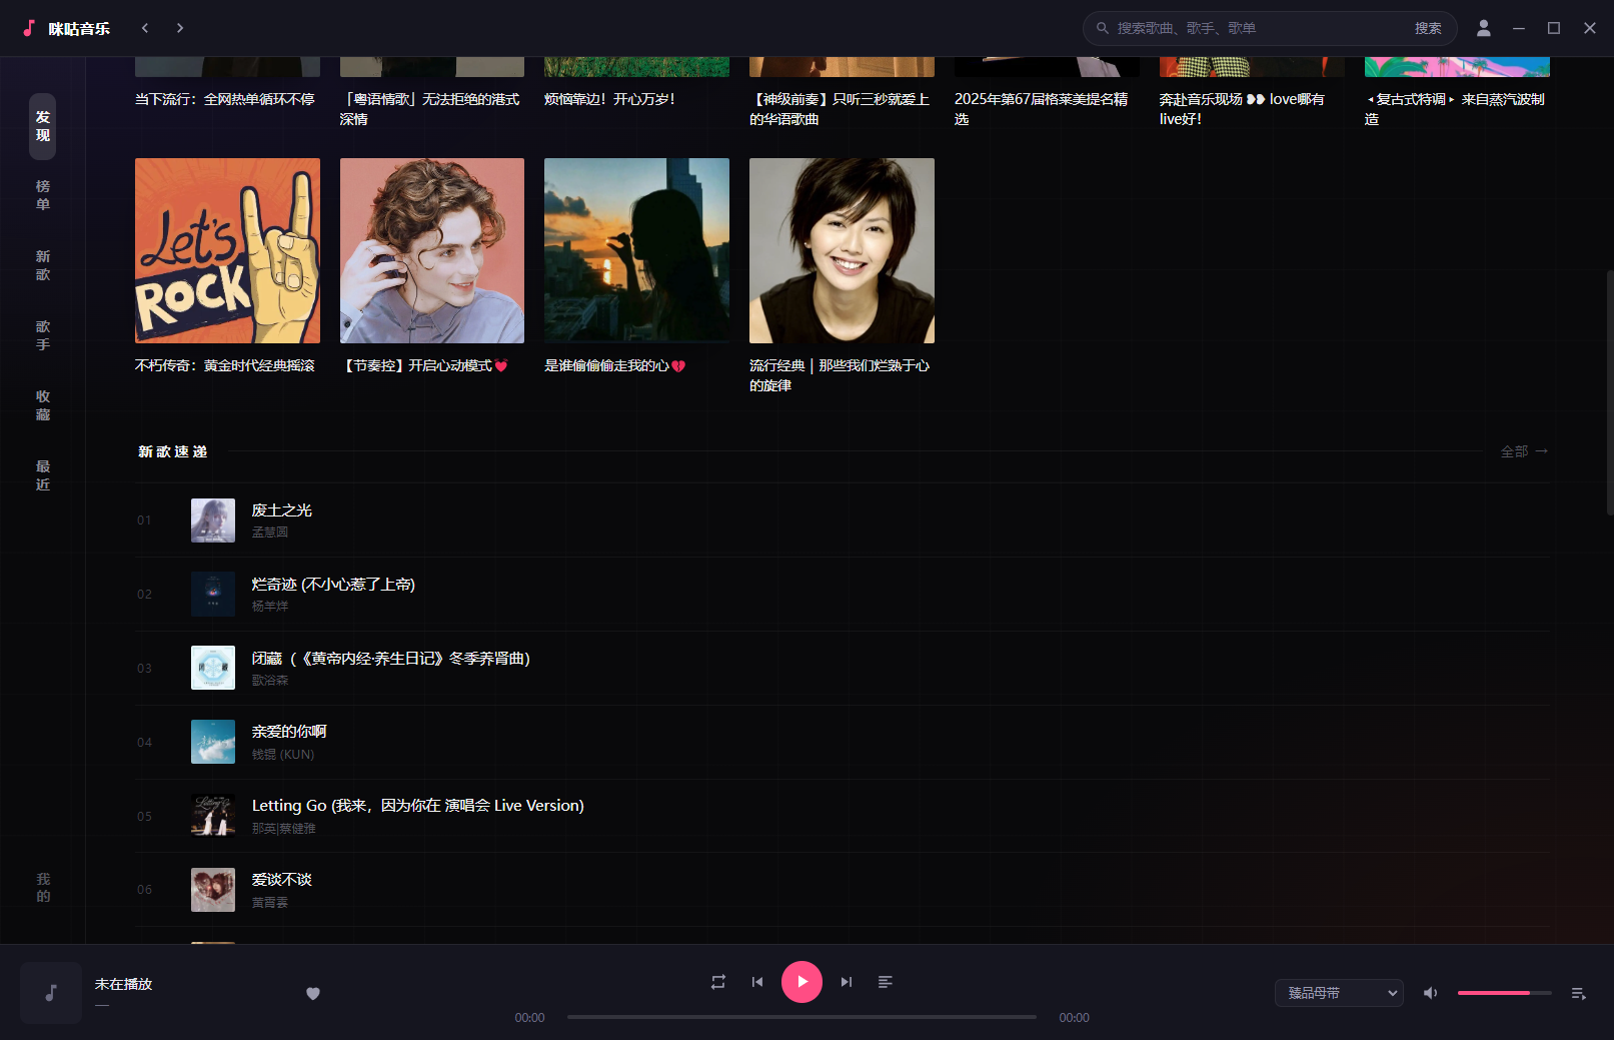 咪咕音乐
搜索歌曲、歌手、歌单
搜索
发现
榜单
新歌
歌手
收藏
最近
我的
当下流行：全网热单循环不停
「粤语情歌」无法拒绝的港式
深情
烦恼靠边！开心万岁！
【神级前奏】只听三秒就爱上
的华语歌曲
2025年第67届格莱美提名精
选
奔赴音乐现场 ❥❥ love哪有
live好!
◂ 复古式特调 ▸ 来自蒸汽波制
造
Let's
ROCK
不朽传奇：黄金时代经典摇滚
【节奏控】开启心动模式💓
是谁偷偷偷走我的心💔
流行经典｜那些我们烂熟于心
的旋律
新歌速递
全部 →
01
废土之光
孟慧圆
02
烂奇迹 (不小心惹了上帝)
杨羊烊
03
闭藏（《黄帝内经·养生日记》冬季养肾曲）
歌浴森
04
亲爱的你啊
钱锟 (KUN)
05
Letting Go (我来，因为你在 演唱会 Live Version)
那英|蔡健雅
06
爱谈不谈
黄霄雲
未在播放
—
00:00
00:00
臻品母带